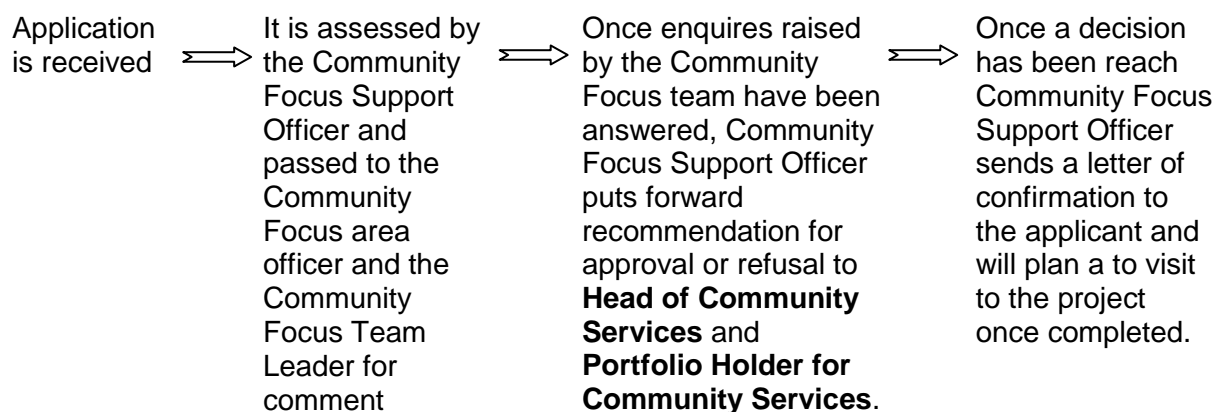 Application
is received
It is assessed by
the Community
Focus Support
Officer and
passed to the
Community
Focus area
officer and the
Community
Focus Team
Leader for
comment
Once enquires raised
by the Community
Focus team have been
answered, Community
Focus Support Officer
puts forward
recommendation for
approval or refusal to
Head of Community
Services and
Portfolio Holder for
Community Services.
Once a decision
has been reach
Community Focus
Support Officer
sends a letter of
confirmation to
the applicant and
will plan a to visit
to the project
once completed.